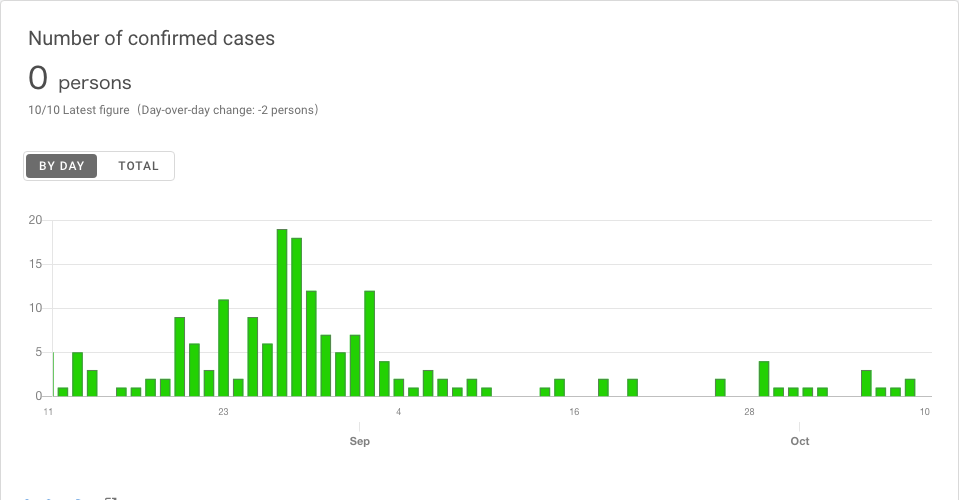 Number of confirmed cases
0 persons
10/10 Latest figure（Day-over-day change: -2 persons）
BY DAY TOTAL
20
15
10
5
0
11 23 4 16 28 10
Sep Oct